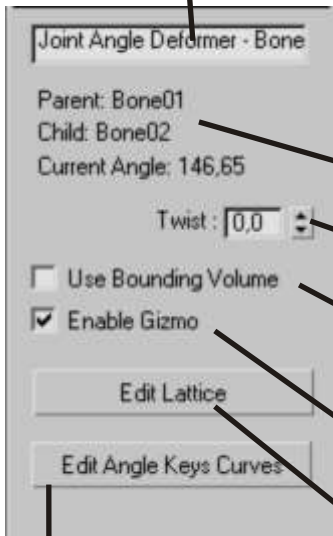 Joint Angle Deformer - Bone
Parent: Bone01
Child: Bone02
Current Angle: 146,65
Twist : 0,0
Use Bounding Volume
Enable Gizmo
Edit Lattice
Edit Angle Keys Curves